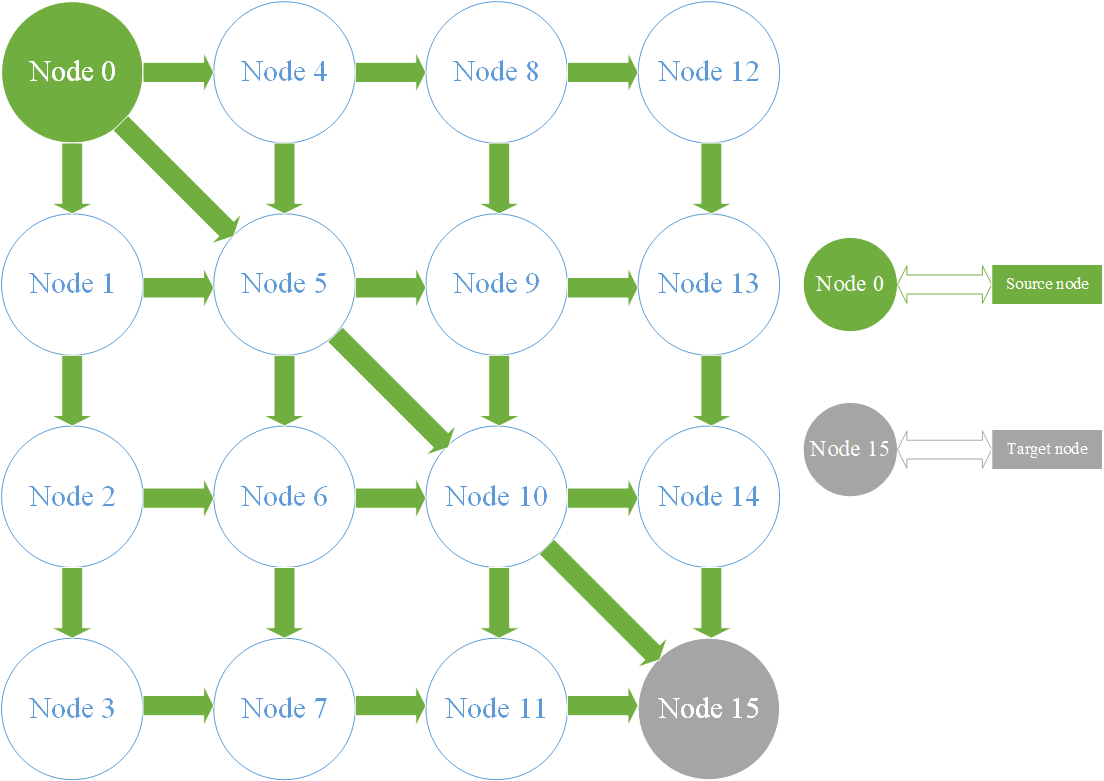 Node 0
Node 4
Node 8
Node 12
Node 1
Node 5
Node 9
Node 13
Node 0
Source node
Node 2
Node 6
Node 10
Node 14
Node 15
Target node
Node 3
Node 7
Node 11
Node 15